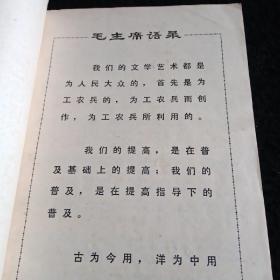 毛主席语录
我们的文学艺术都是
为人民大众的，首先是为
工农兵的，为工农兵而创
作，为工农兵所利用的。
我们的提高，是在普
及基础上的提高；我们的
普及，是在提高指导下的
普及。
古为今用，洋为中用